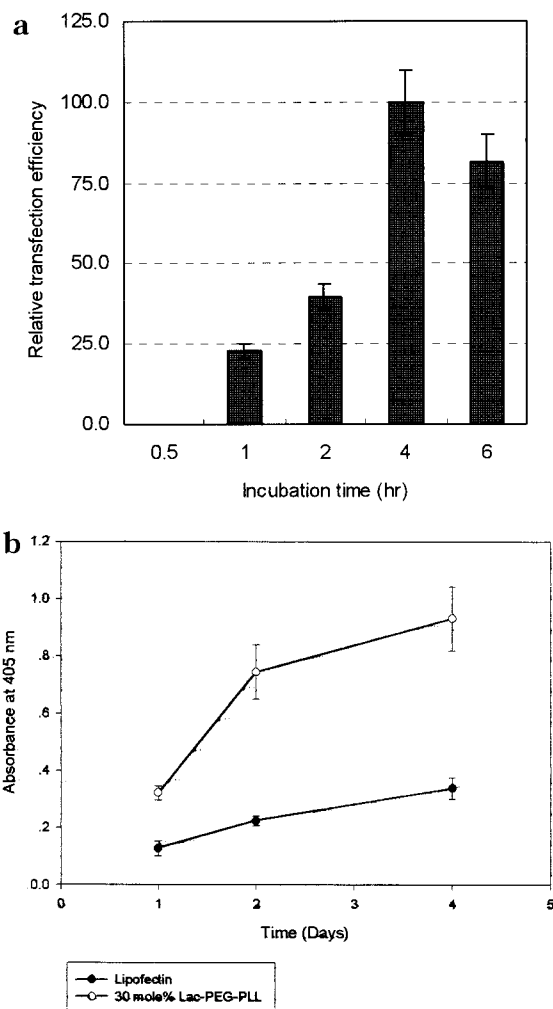 a
125.0
100.0
75.0
50.0
25.0
0.0
Relative transfection efficiency
0.5 1 2 4 6
Incubation time (hr)
b
1.2
1.0
.8
.6
.4
.2
0.0
Absorbance at 405 nm
0 1 2 3 4 5
Time (Days)
Lipofectin
30 mole% Lac-PEG-PLL